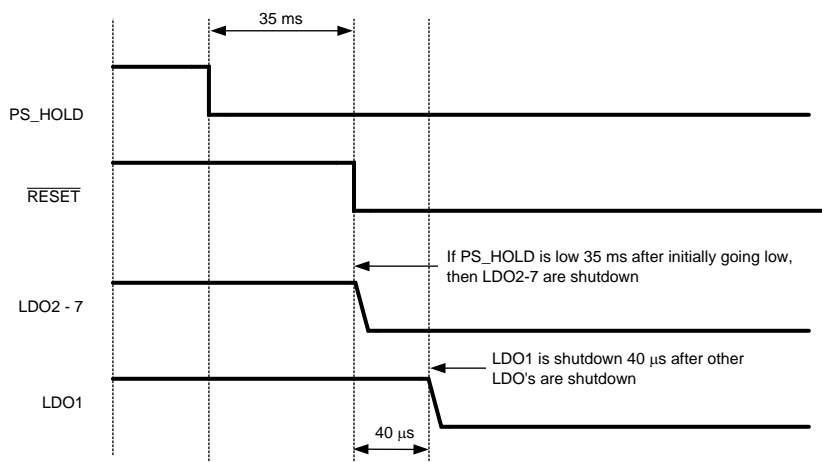 35 ms
PS_HOLD
RESET
If PS_HOLD is low 35 ms after initially going low,
then LDO2-7 are shutdown
LDO2 - 7
LDO1 is shutdown 40 μs after other
LDO's are shutdown
LDO1
40 μs